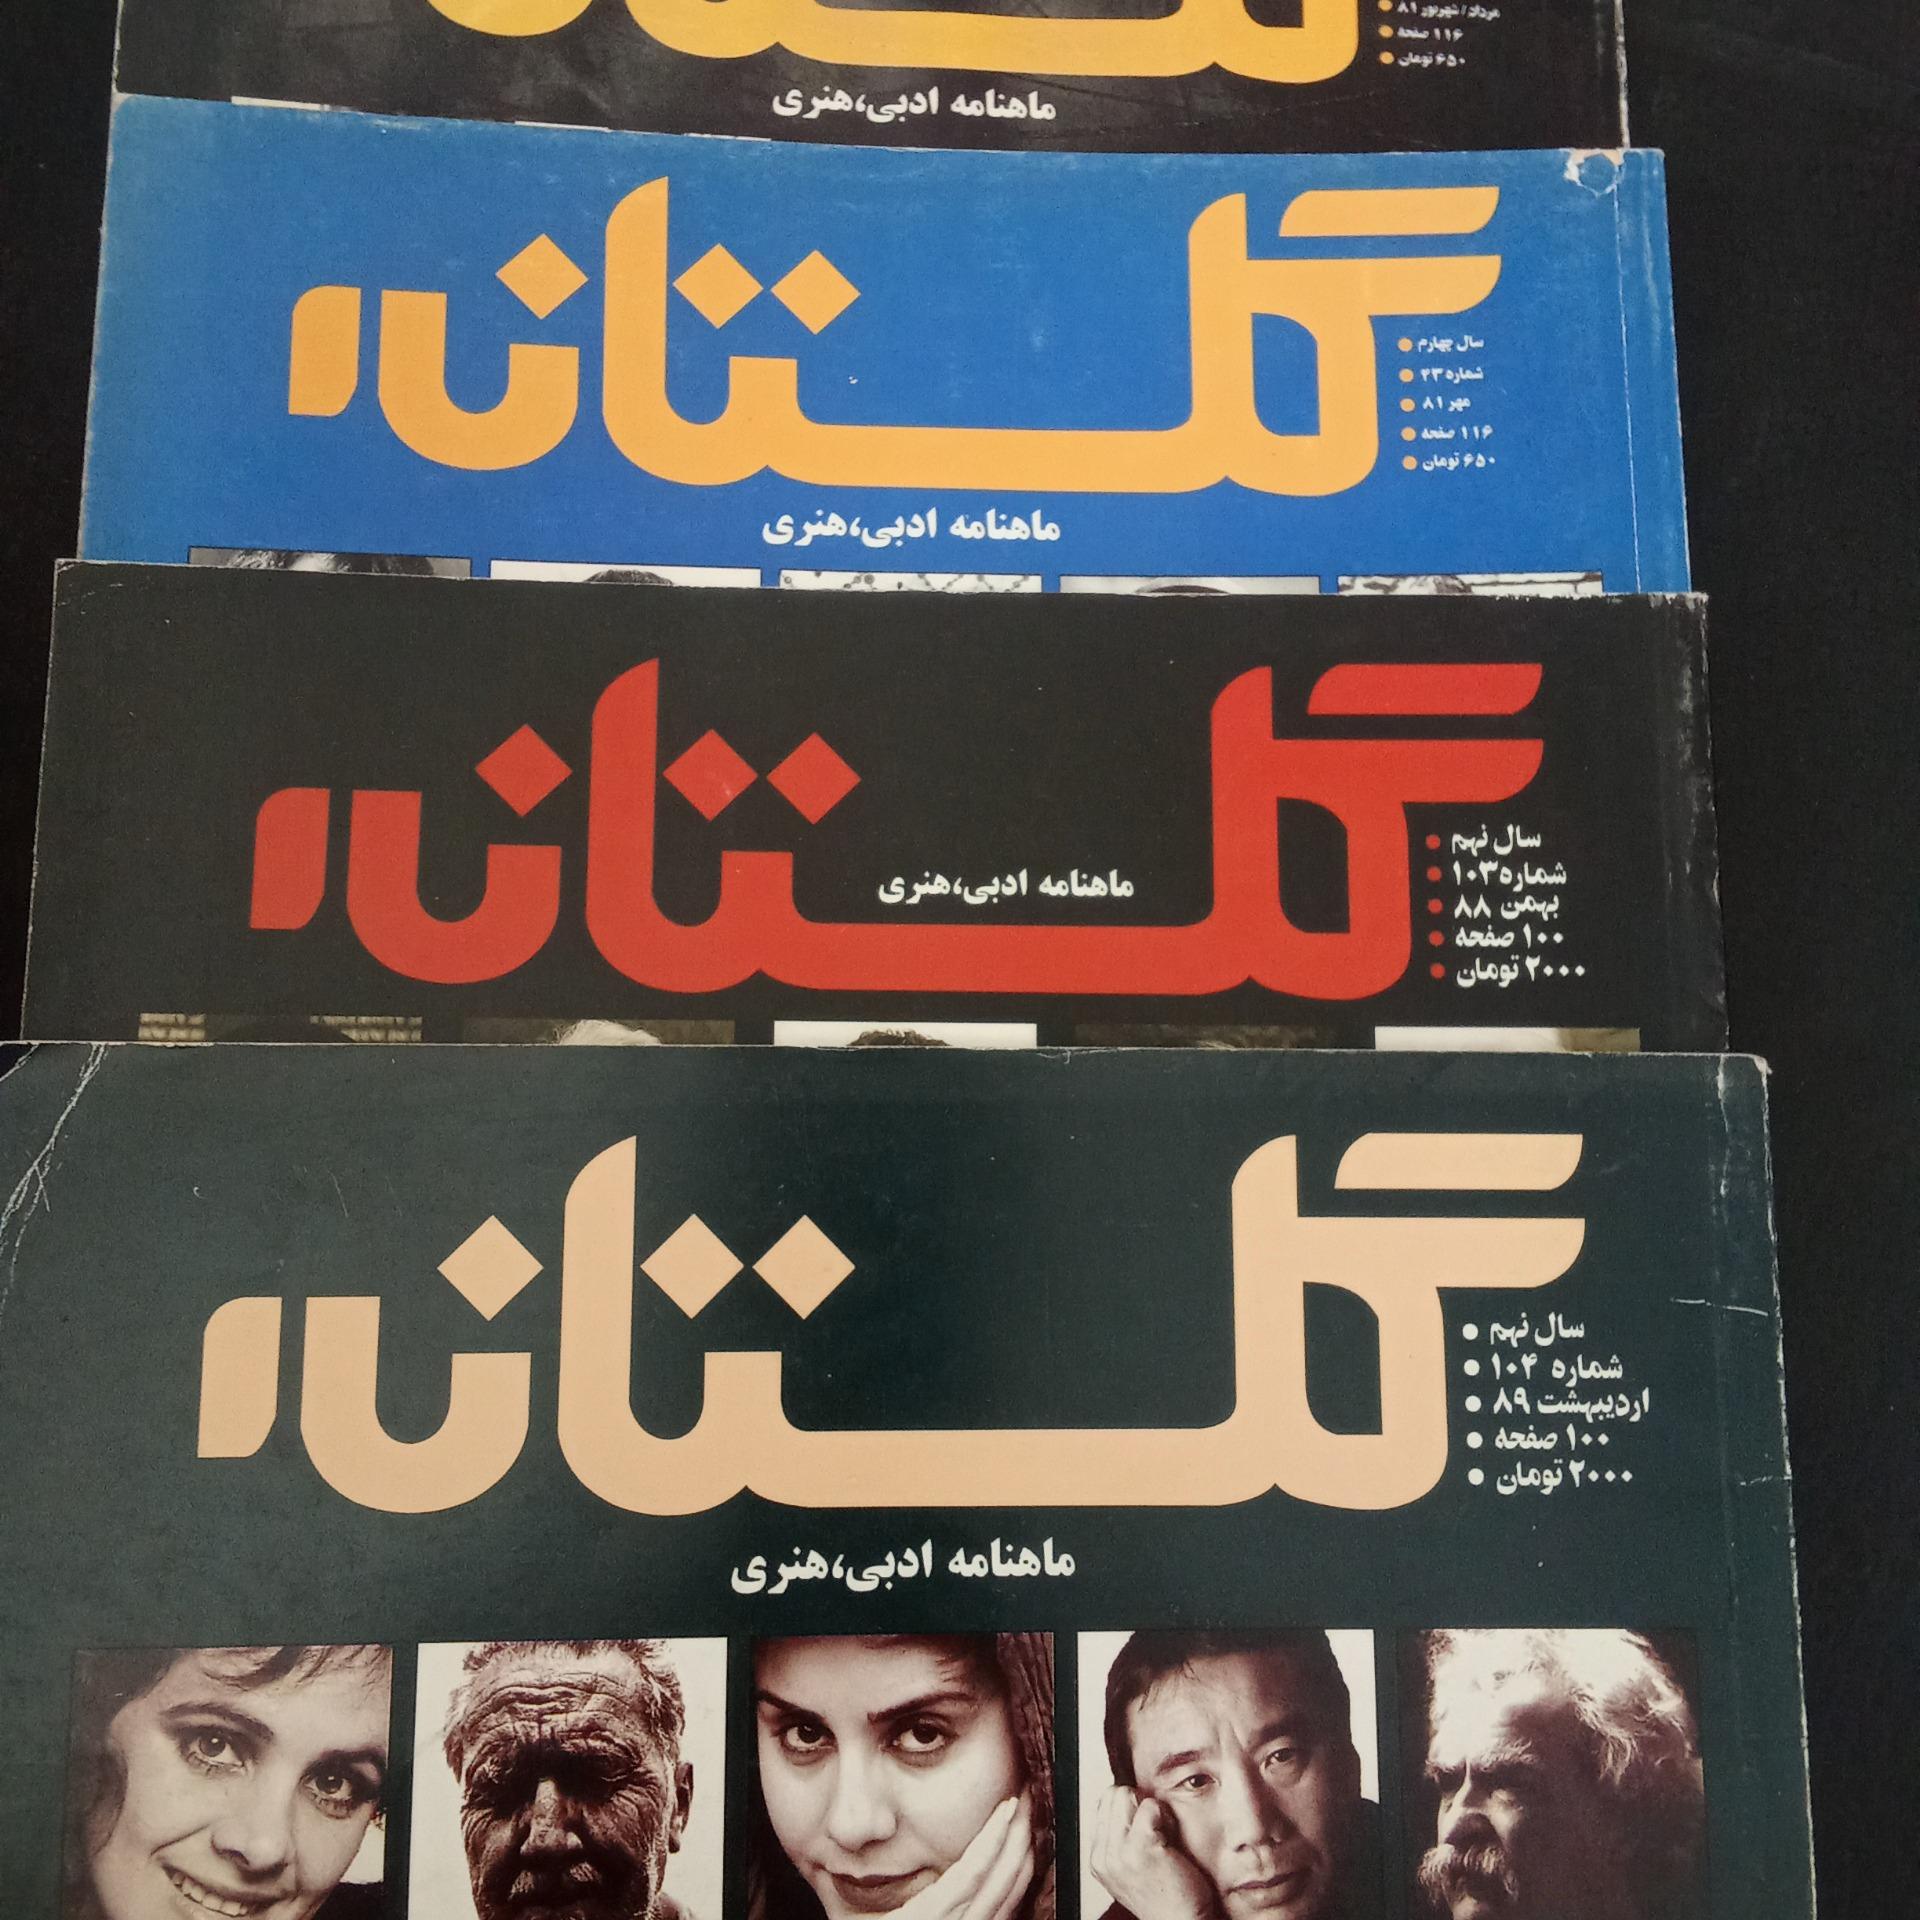 مرداد/شهریور ۸۱
۱۱۶ صفحه
۶۵۰ تومان
ماهنامه ادبی،هنری
گلستانه
سال چهارم
شماره ۴۳
مهر ۸۱
۱۱۶ صفحه
۶۵۰ تومان
ماهنامه ادبی،هنری
گلستانه
ماهنامه ادبی،هنری
سال نهم
شماره ۱۰۳
بهمن ۸۸
۱۰۰ صفحه
۲۰۰۰ تومان
گلستانه
سال نهم
شماره ۱۰۴
اردیبهشت ۸۹
۱۰۰ صفحه
۲۰۰۰ تومان
ماهنامه ادبی،هنری